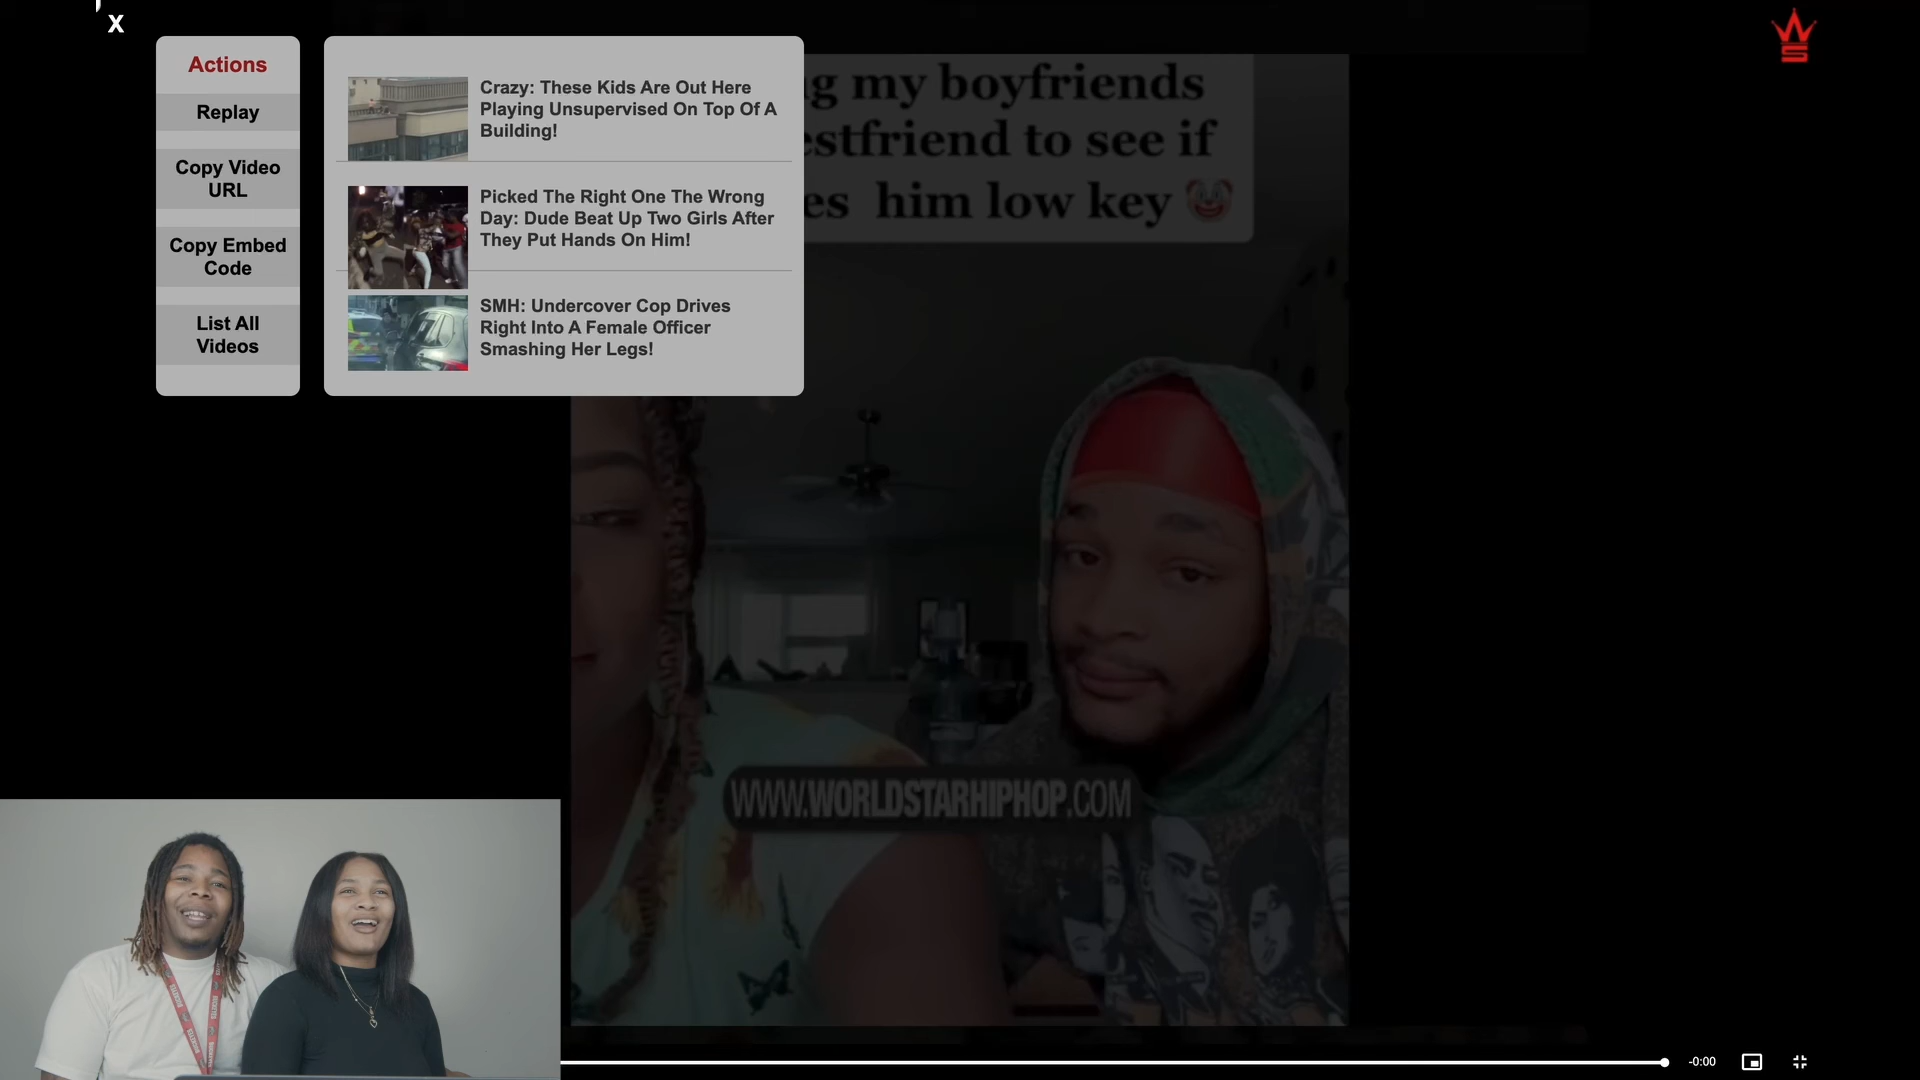 X
Actions
Replay
Copy Video
URL
Copy Embed
Code
List All
Videos
Crazy: These Kids Are Out Here
Playing Unsupervised On Top Of A
Building!
Picked The Right One The Wrong
Day: Dude Beat Up Two Girls After
They Put Hands On Him!
SMH: Undercover Cop Drives
Right Into A Female Officer
Smashing Her Legs!
my boyfriends
to see if
him low key 🤡
WWW.WORLDSTARHIPHOP.COM
BUCKEYES
-0:00